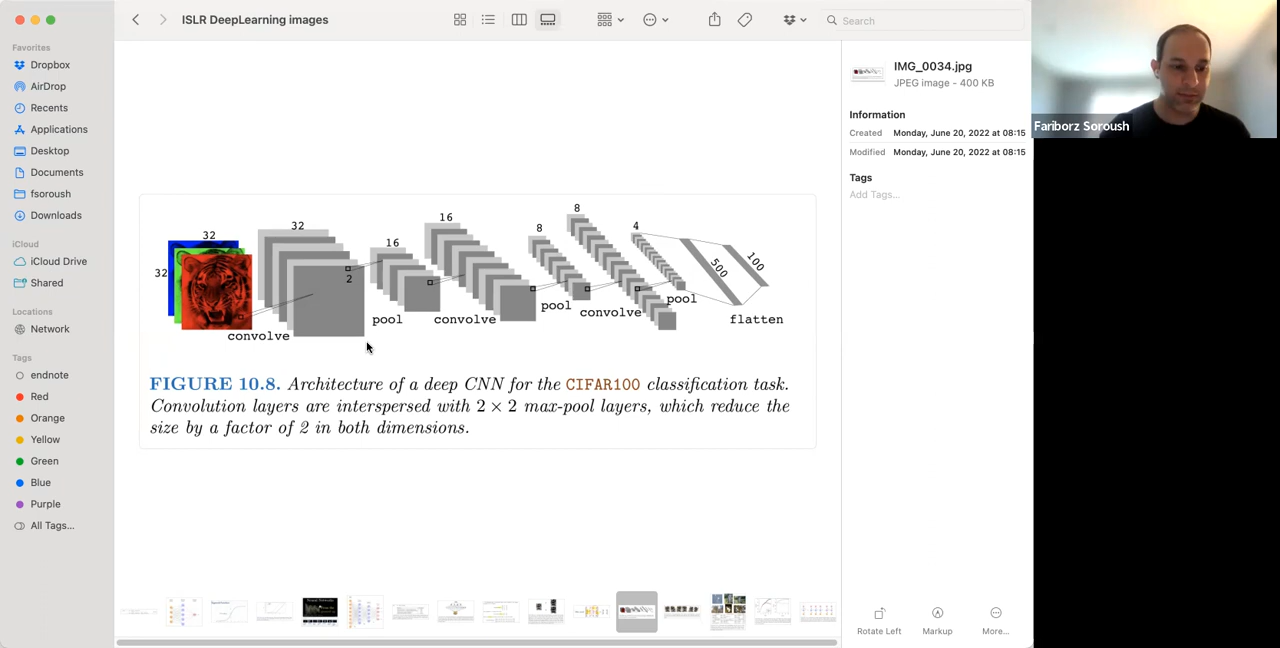 ISLR DeepLearning images
Search
Favorites
Dropbox
AirDrop
Recents
Applications
Desktop
Documents
fsoroush
Downloads
iCloud
iCloud Drive
Shared
Locations
Network
Tags
endnote
Red
Orange
Yellow
Green
Blue
Purple
All Tags...
32
32
32
2
16
16
8
8
4
500
100
convolve
pool
convolve
pool
convolve
pool
flatten
FIGURE 10.8. Architecture of a deep CNN for the CIFAR100 classification task.
Convolution layers are interspersed with 2 × 2 max-pool layers, which reduce the
size by a factor of 2 in both dimensions.
IMG_0034.jpg
JPEG image - 400 KB
Information
Created Monday, June 20, 2022 at 08:15
Modified Monday, June 20, 2022 at 08:15
Tags
Add Tags...
Rotate Left
Markup
More...
Fariborz Soroush